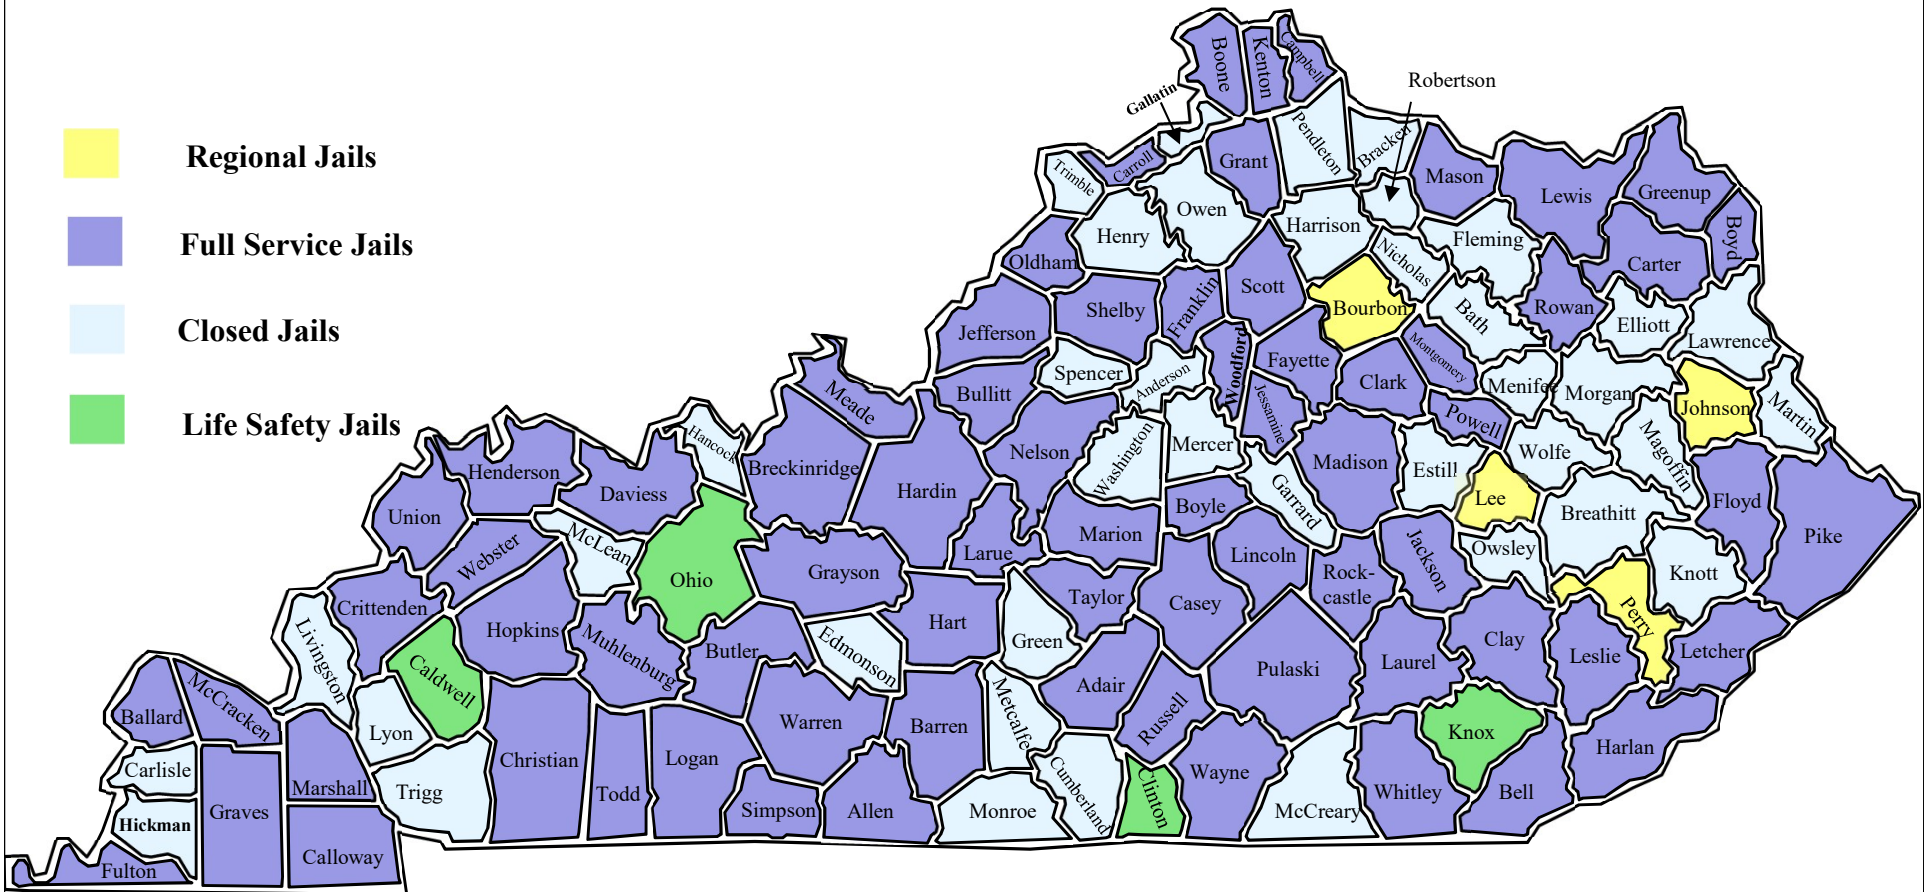 Regional Jails
Full Service Jails
Closed Jails
Life Safety Jails
Boone
Kenton
Campbell
Robertson
Gallatin
Pendleton
Bracken
Grant
Carroll
Trimble
Mason
Lewis
Greenup
Owen
Henry
Harrison
Fleming
Boyd
Oldham
Nicholas
Carter
Scott
Franklin
Shelby
Bourbon
Bath
Rowan
Elliott
Jefferson
Lawrence
Woodford
Fayette
Montgomery
Spencer
Anderson
Clark
Menifee
Morgan
Johnson
Martin
Meade
Bullitt
Jessamine
Powell
Hancock
Nelson
Washington
Mercer
Wolfe
Magoffin
Henderson
Breckinridge
Madison
Estill
Daviess
Hardin
Lee
Floyd
Union
Boyle
Garrard
Breathitt
Marion
Pike
McLean
Webster
Larue
Lincoln
Jackson
Owsley
Ohio
Grayson
Rock-
castle
Knott
Crittenden
Taylor
Casey
Perry
Hopkins
Hart
Livingston
Muhlenburg
Butler
Edmonson
Green
Clay
Leslie
Letcher
Caldwell
Pulaski
Laurel
Adair
McCracken
Ballard
Lyon
Warren
Barren
Metcalfe
Russell
Knox
Harlan
Carlisle
Christian
Logan
Marshall
Trigg
Todd
Wayne
Cumberland
Clinton
Whitley
Bell
Graves
Simpson
Allen
Monroe
McCreary
Hickman
Calloway
Fulton